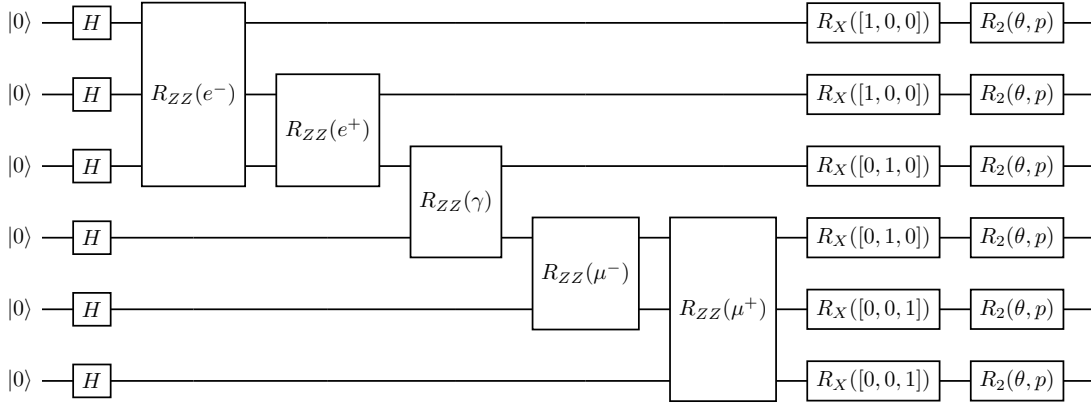 |0⟩ H R_{ZZ}(e^-) R_X([1, 0, 0]) R_2(θ, p)
|0⟩ H R_{ZZ}(e^+) R_X([1, 0, 0]) R_2(θ, p)
|0⟩ H R_{ZZ}(γ) R_X([0, 1, 0]) R_2(θ, p)
|0⟩ H R_{ZZ}(μ^-) R_X([0, 1, 0]) R_2(θ, p)
|0⟩ H R_{ZZ}(μ^+) R_X([0, 0, 1]) R_2(θ, p)
|0⟩ H R_X([0, 0, 1]) R_2(θ, p)